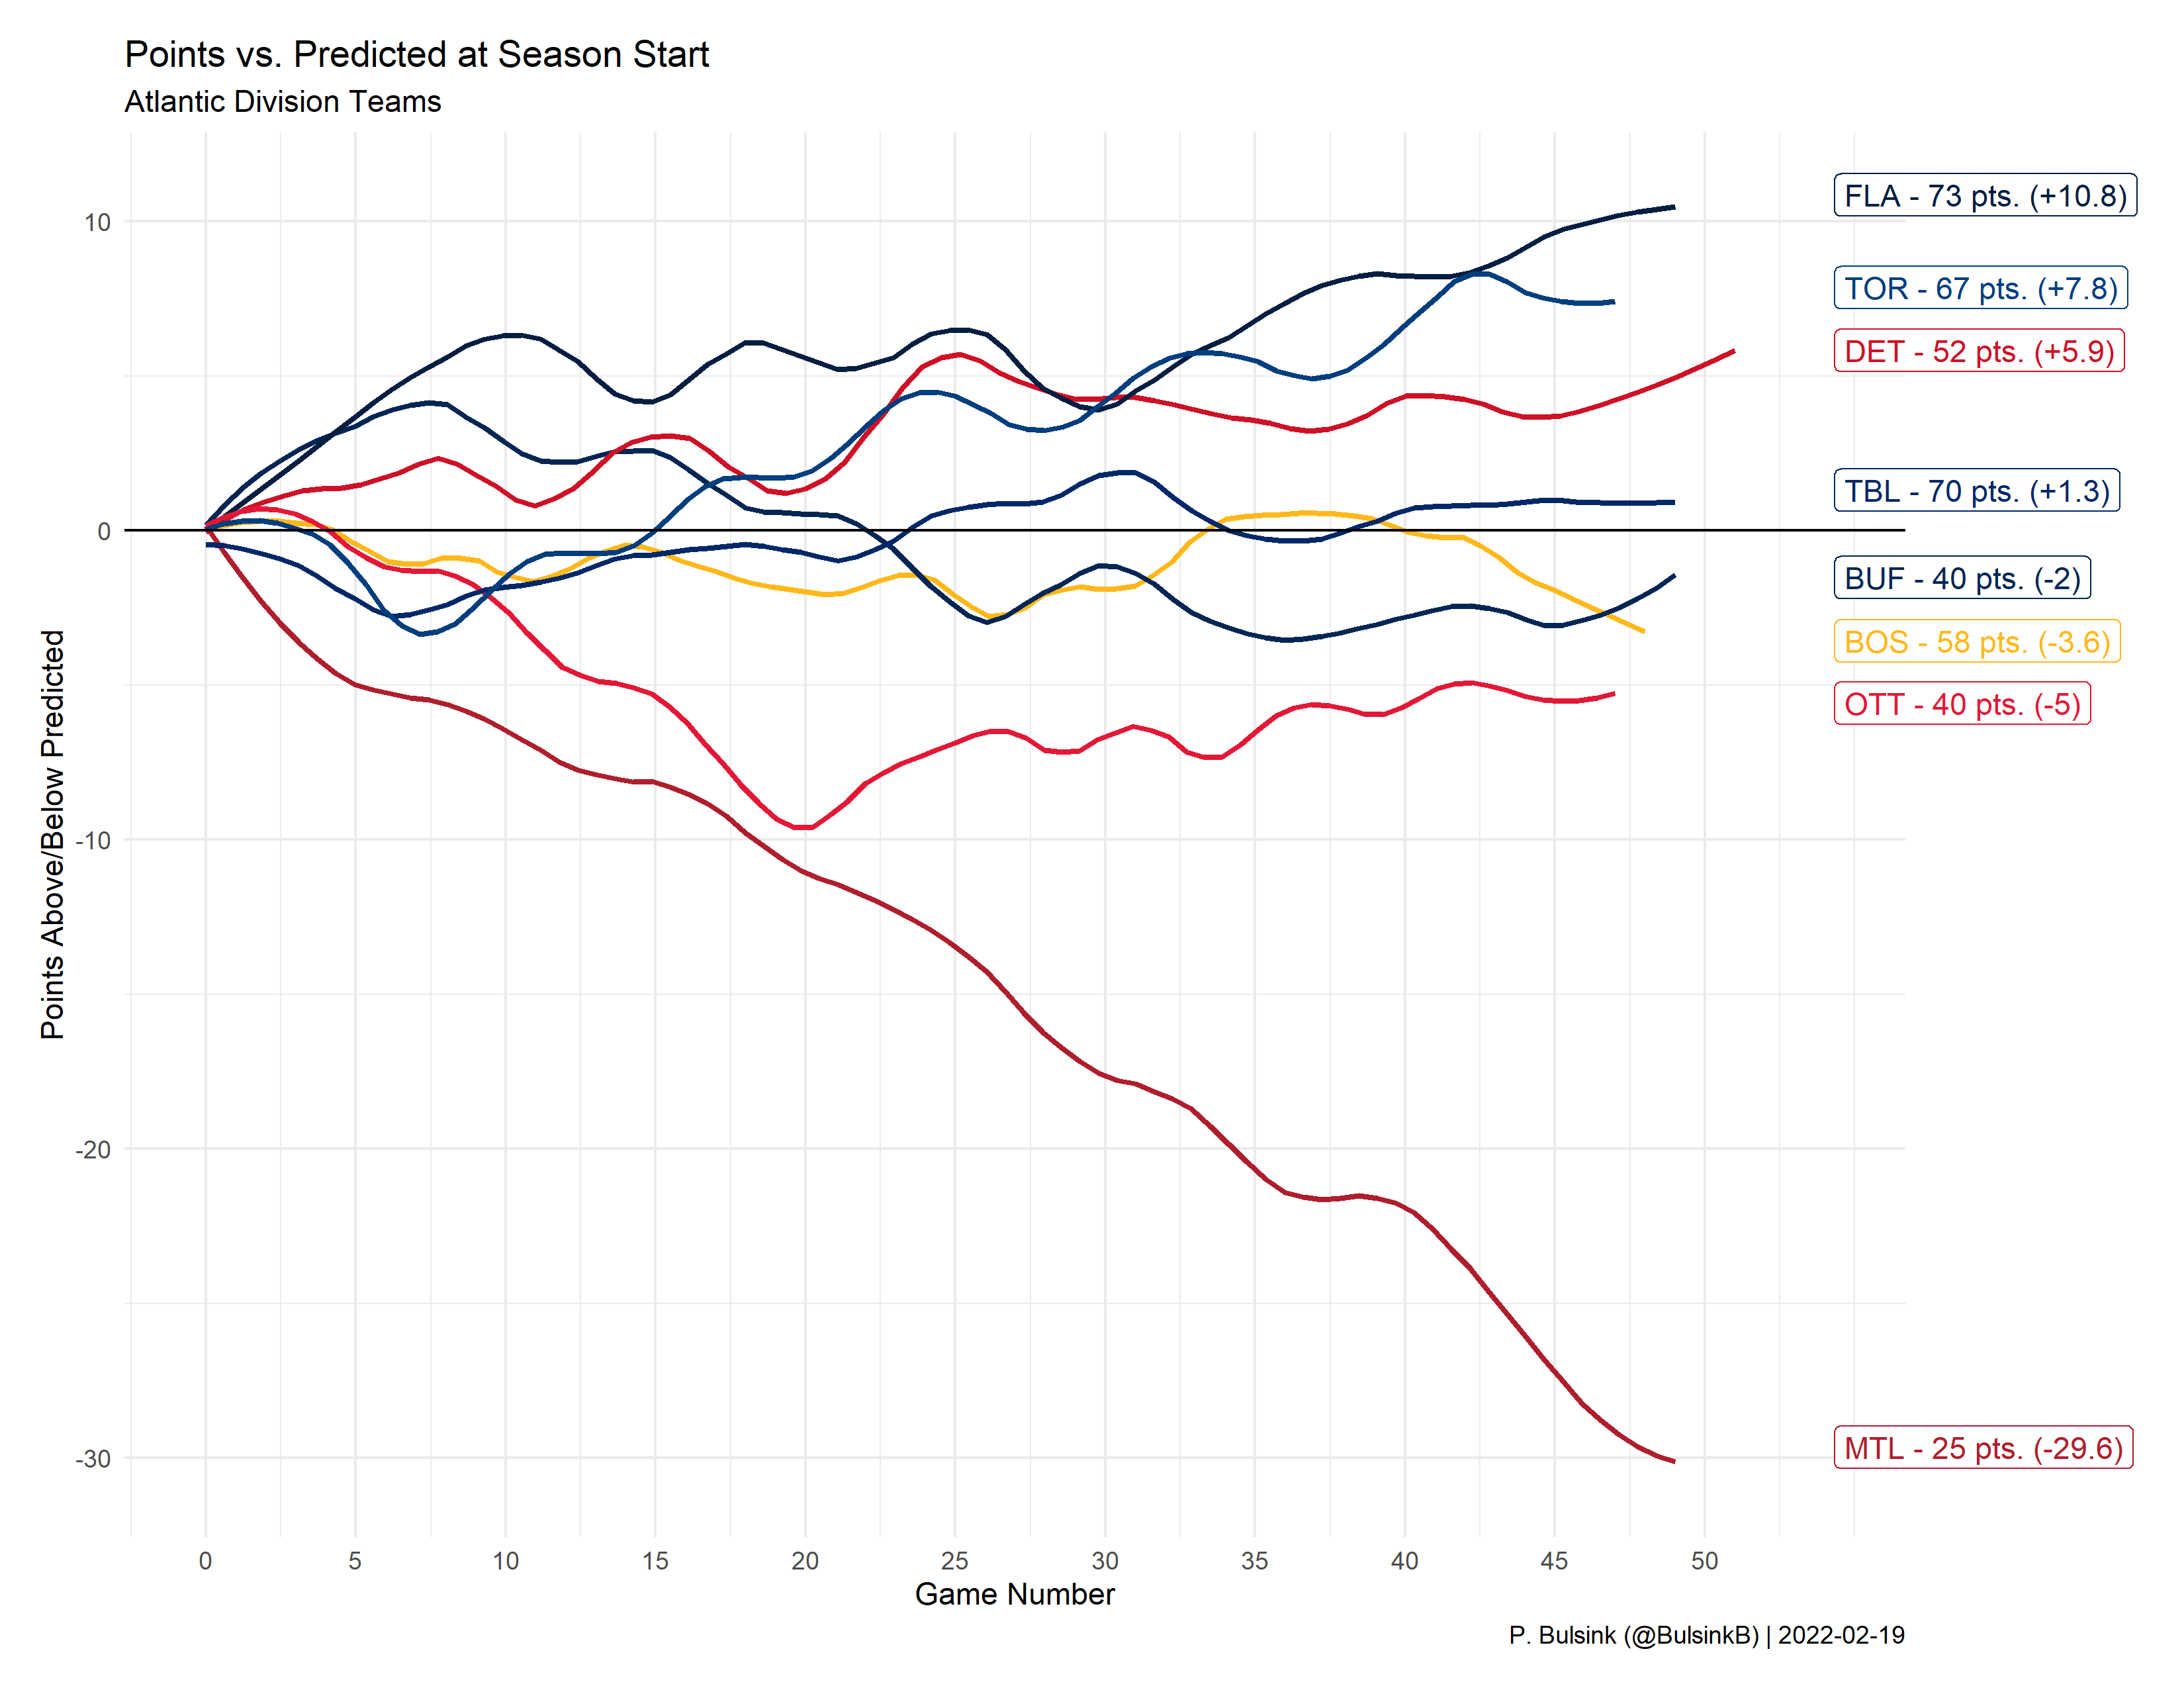 Points vs. Predicted at Season Start
Atlantic Division Teams
Points Above/Below Predicted
10
0
-10
-20
-30
FLA - 73 pts. (+10.8)
TOR - 67 pts. (+7.8)
DET - 52 pts. (+5.9)
TBL - 70 pts. (+1.3)
BUF - 40 pts. (-2)
BOS - 58 pts. (-3.6)
OTT - 40 pts. (-5)
MTL - 25 pts. (-29.6)
0 5 10 15 20 25 30 35 40 45 50
Game Number
P. Bulsink (@BulsinkB) | 2022-02-19